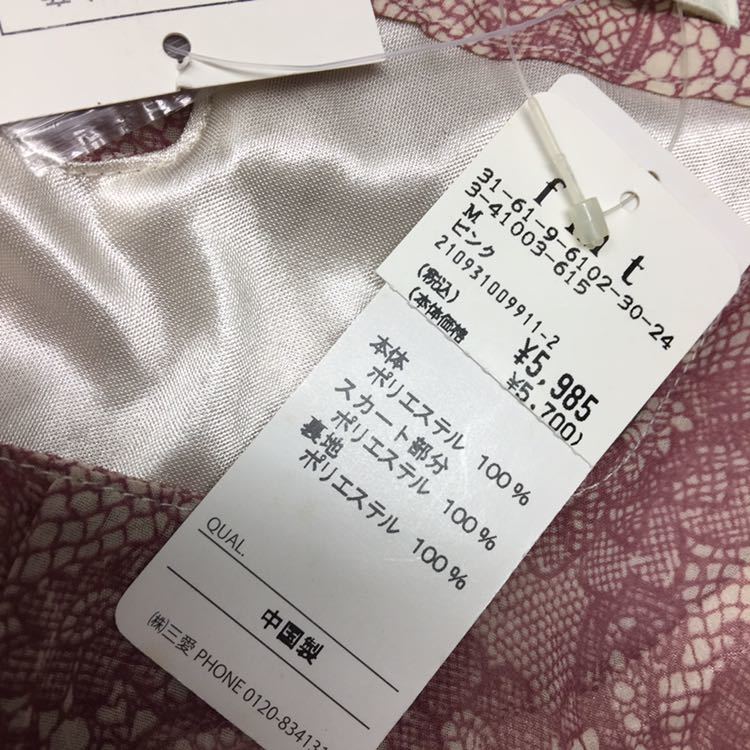 f m t
31-61-9-6102-30-24
3-41003-615
M
ピンク
210931009911-2
(税込) ¥5,985
(本体価格 ¥5,700)
本体
ポリエステル 100%
スカート部分
ポリエステル 100%
裏地
ポリエステル 100%
QUAL.
中国製
㈱三愛 PHONE 0120-834131